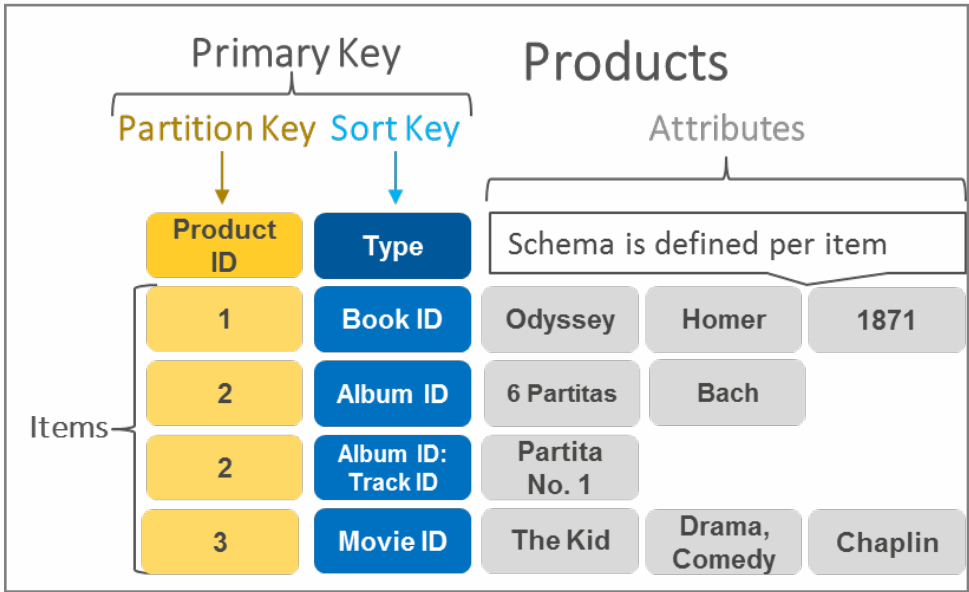 Primary Key
Products
Partition Key
Sort Key
Attributes
Product
ID
Type
Schema is defined per item
Items
1
Book ID
Odyssey
Homer
1871
2
Album ID
6 Partitas
Bach
2
Album ID:
Track ID
Partita
No. 1
3
Movie ID
The Kid
Drama,
Comedy
Chaplin